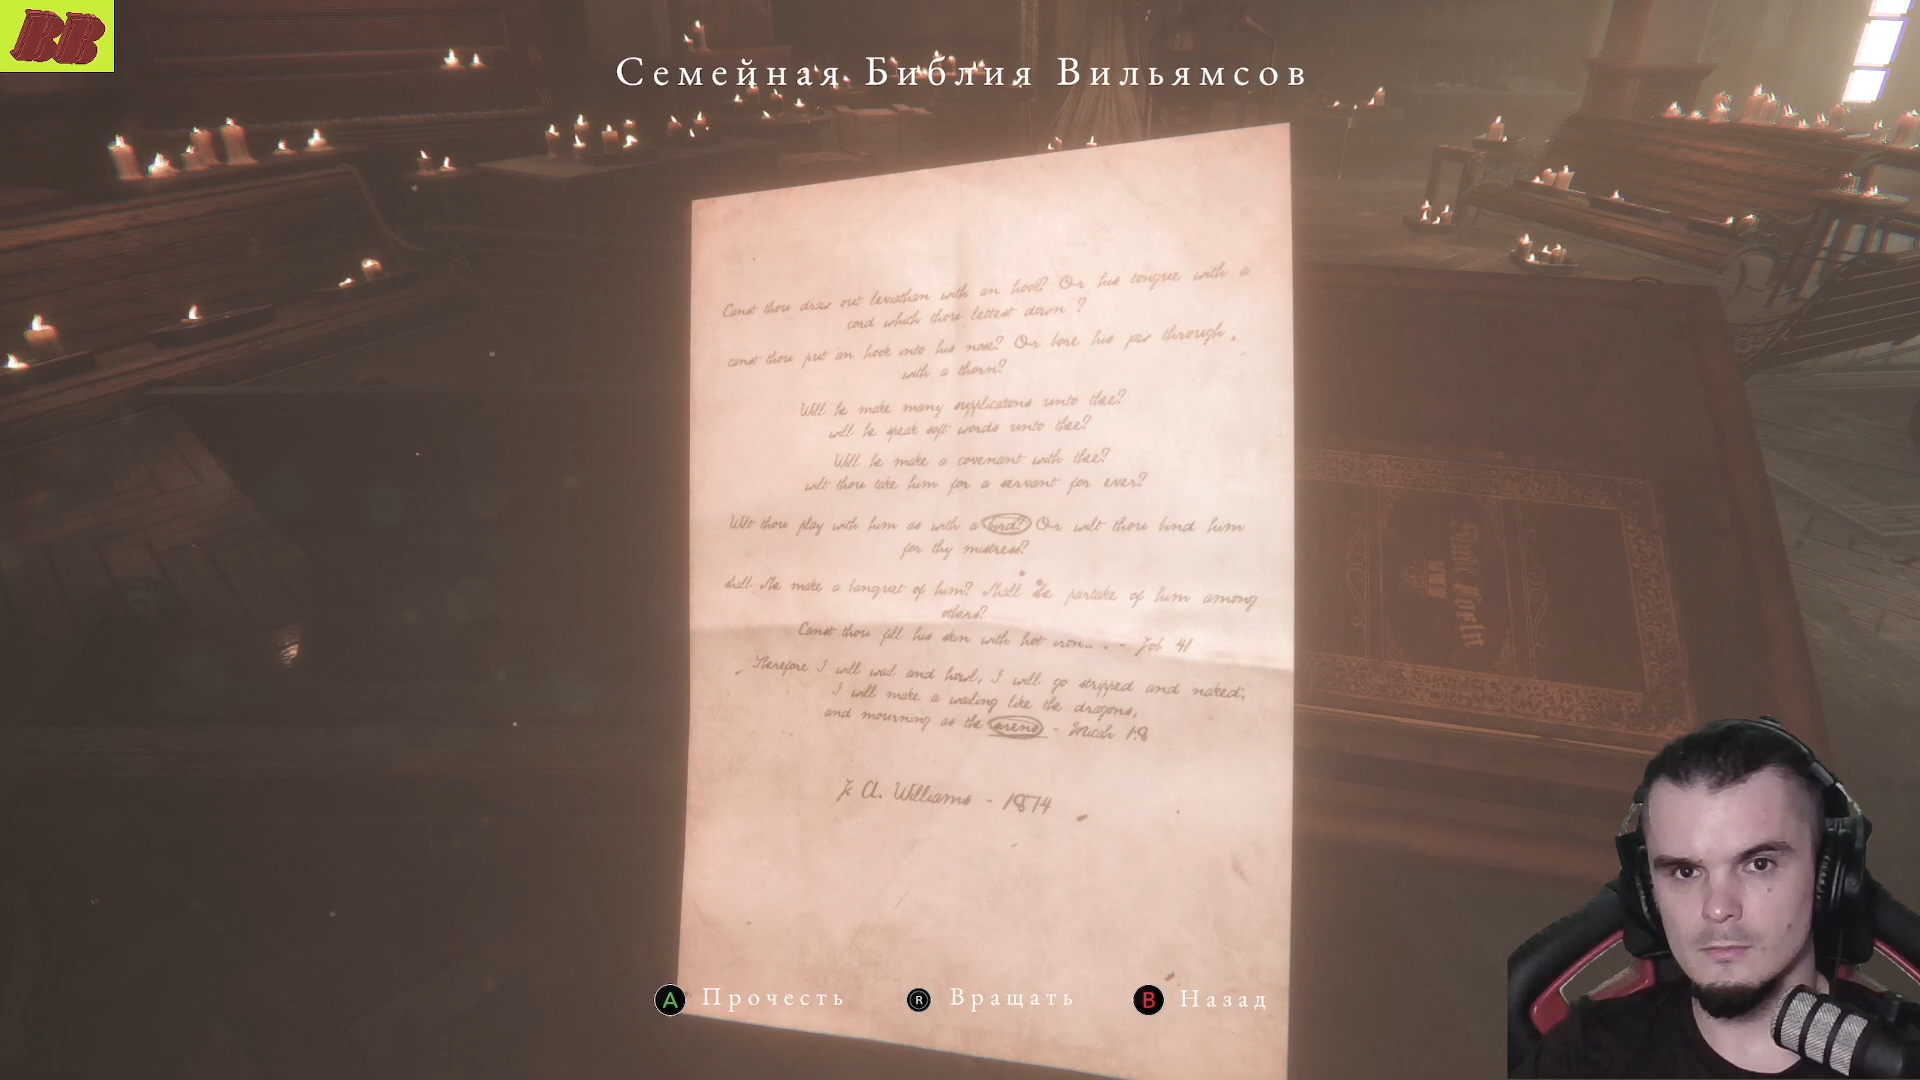 BB
Семейная Библия Вильямсов
Canst thou draw out leviathan with an hook? Or his tongue with a
cord which thou lettest down?
canst thou put an hook into his nose? Or bore his jaw through
with a thorn?
Will he make many supplications unto thee?
will he speak soft words unto thee?
Will he make a covenant with thee?
wilt thou take him for a servant for ever?
Wilt thou play with him as with a bird? Or wilt thou bind him
for thy mistress?
shall she make a banquet of him? Shall she partake of him among
others?
Canst thou fill his skin with hot iron... - Job 41
Therefore I will wail and howl, I will go stripped and naked;
I will make a wailing like the dragons,
and mourning as the sirens - Micah 1:8
J. A. Williams - 1874
A Прочесть R Вращать B Назад